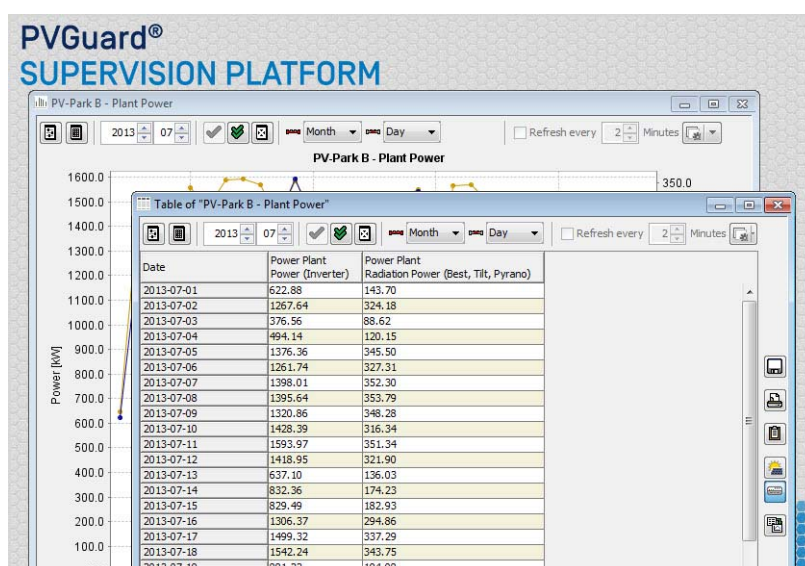 PVGuard®
SUPERVISION PLATFORM
PV-Park B - Plant Power
2013 07 Month Day Refresh every 2 Minutes
PV-Park B - Plant Power
1600.0
350.0
1500.0
1400.0
1300.0
1200.0
1100.0
1000.0
900.0
800.0
700.0
600.0
500.0
400.0
300.0
200.0
100.0
Power [kW]
Table of "PV-Park B - Plant Power"
2013 07 Month Day Refresh every 2 Minutes
Date Power Plant Power (Inverter) Power Plant Radiation Power (Best, Tilt, Pyrano)
2013-07-01 622.88 143.70
2013-07-02 1267.64 324.18
2013-07-03 376.56 88.62
2013-07-04 494.14 120.15
2013-07-05 1376.36 345.50
2013-07-06 1261.74 327.31
2013-07-07 1398.01 352.30
2013-07-08 1395.64 353.79
2013-07-09 1320.86 348.28
2013-07-10 1428.39 316.34
2013-07-11 1593.97 351.34
2013-07-12 1418.95 321.90
2013-07-13 637.10 136.03
2013-07-14 832.36 174.23
2013-07-15 829.49 182.93
2013-07-16 1306.37 294.86
2013-07-17 1499.32 337.29
2013-07-18 1542.24 343.75